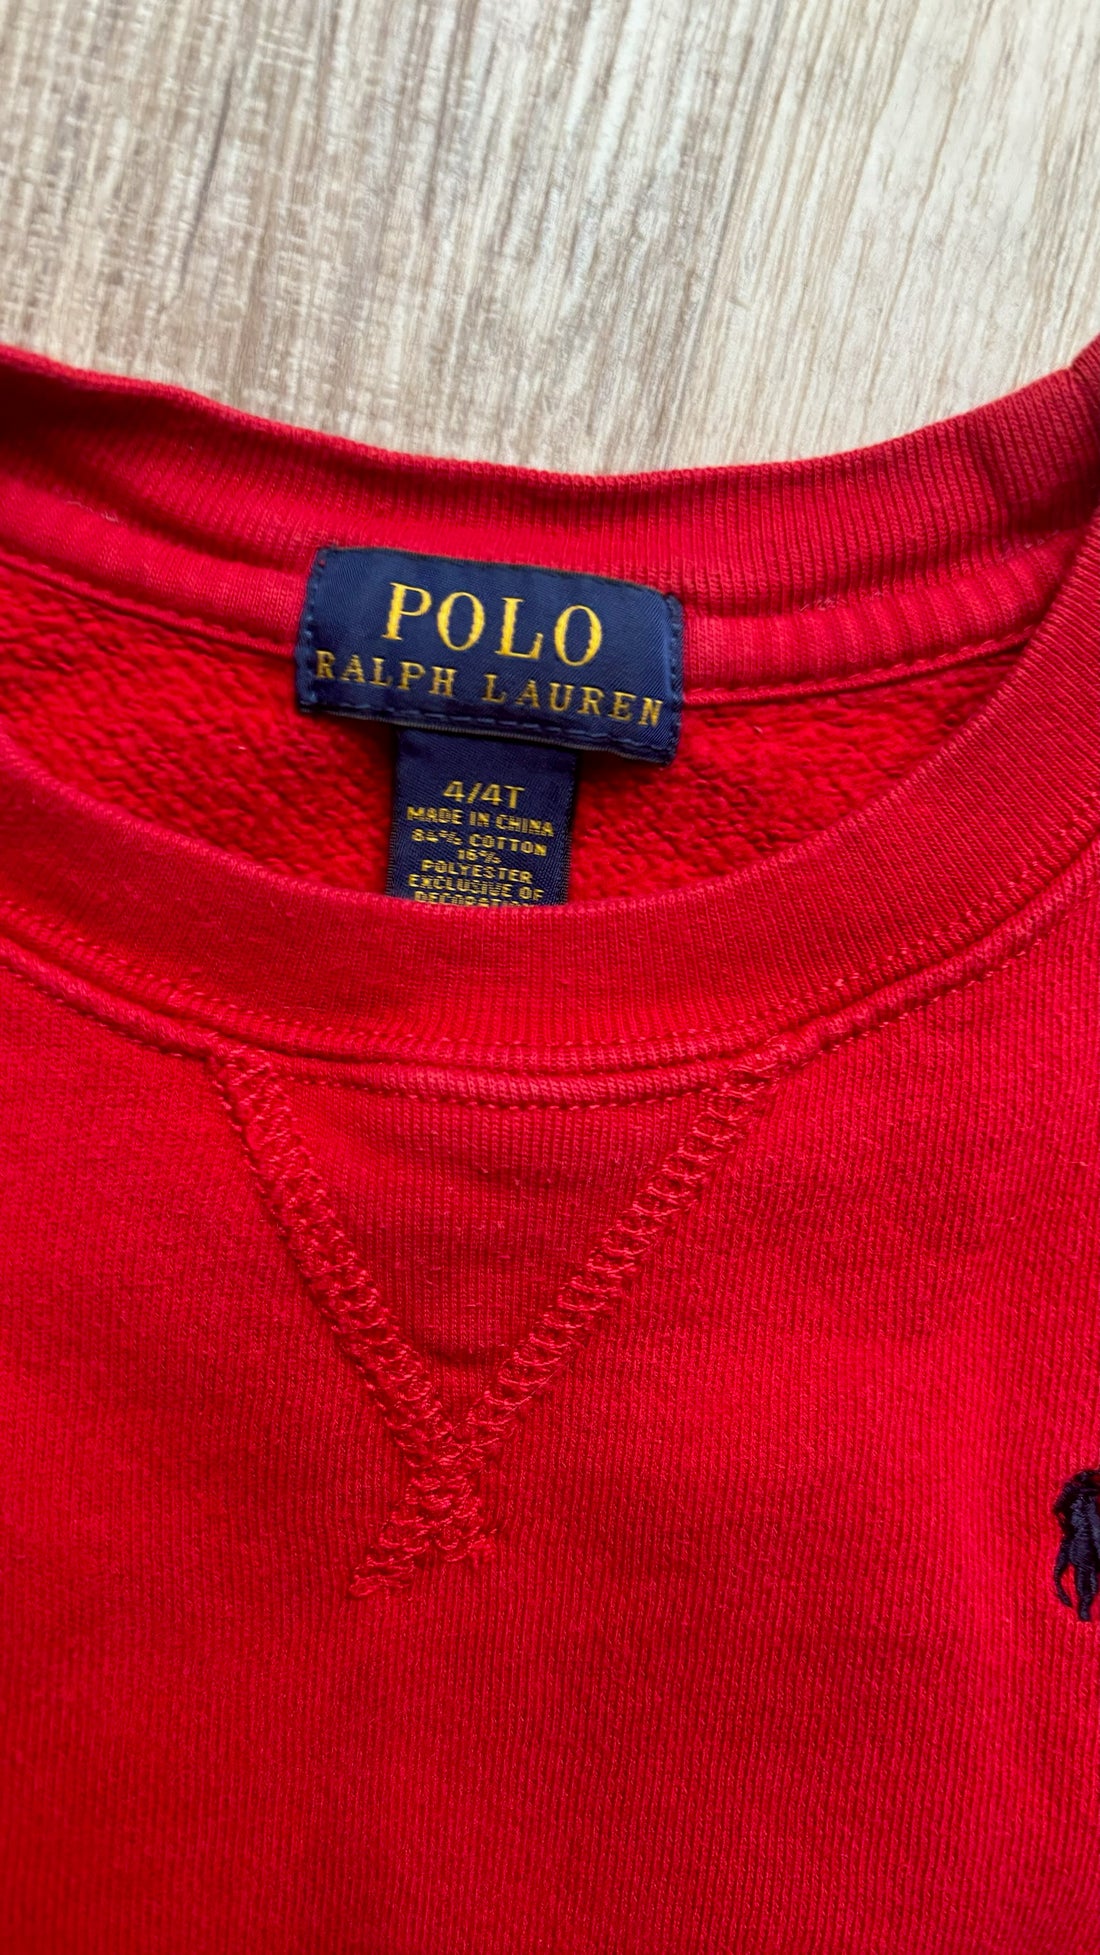 POLO
RALPH LAUREN
4/4T
MADE IN CHINA
84% COTTON
16%
POLYESTER
EXCLUSIVE OF